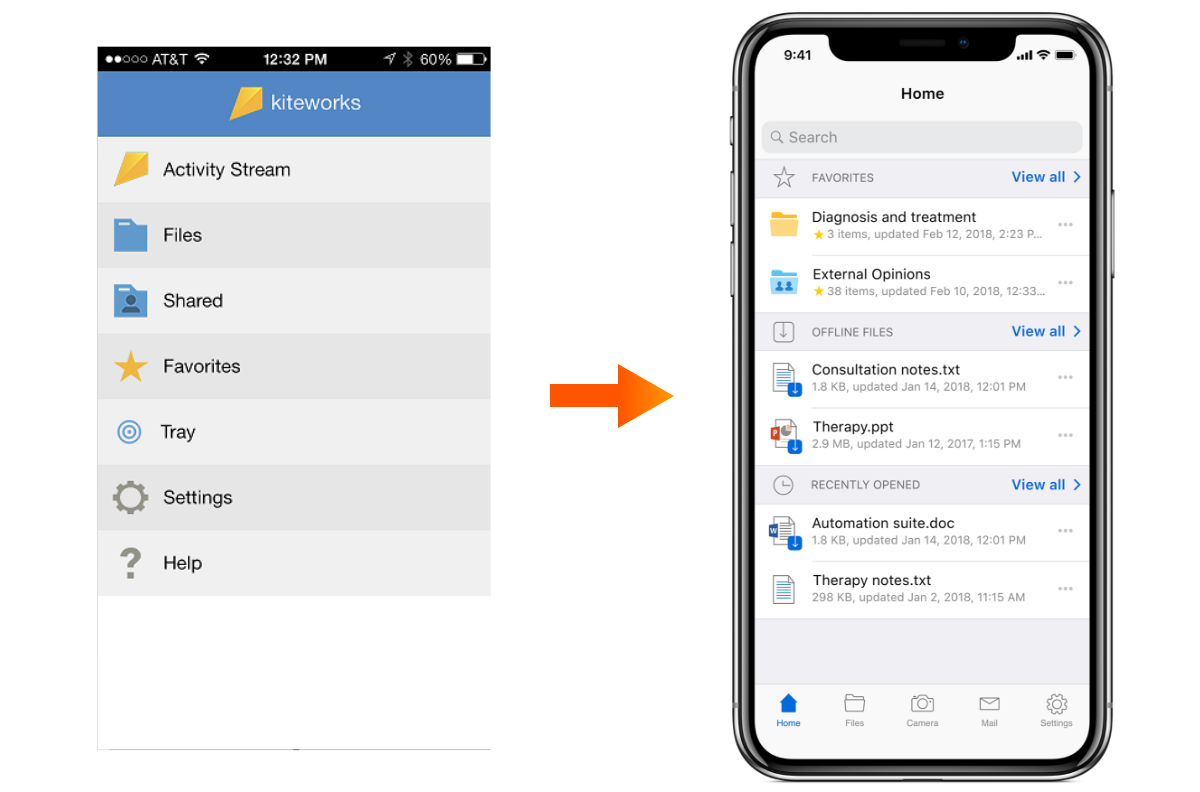 AT&T 12:32 PM 60%
kiteworks
Activity Stream
Files
Shared
Favorites
Tray
Settings
Help
9:41
Home
Search
FAVORITES View all
Diagnosis and treatment
3 items, updated Feb 12, 2018, 2:23 P...
External Opinions
38 items, updated Feb 10, 2018, 12:33...
OFFLINE FILES View all
Consultation notes.txt
1.8 KB, updated Jan 14, 2018, 12:01 PM
Therapy.ppt
2.9 MB, updated Jan 12, 2017, 1:15 PM
RECENTLY OPENED View all
Automation suite.doc
1.8 KB, updated Jan 14, 2018, 12:01 PM
Therapy notes.txt
298 KB, updated Jan 2, 2018, 11:15 AM
Home Files Camera Mail Settings